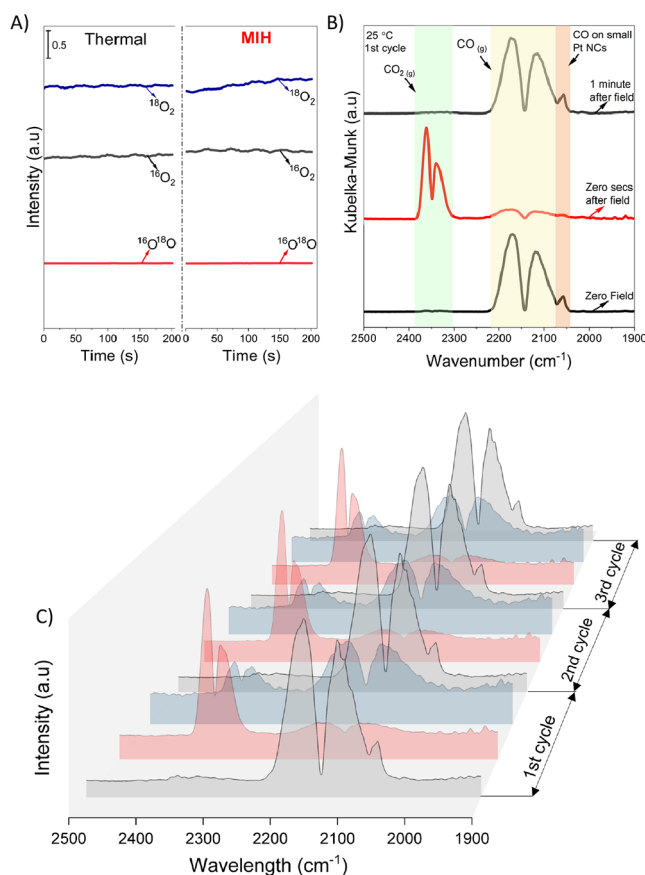 A)
0.5
Thermal
MIH
¹⁸O₂
¹⁸O₂
¹⁶O₂
¹⁶O₂
¹⁶O¹⁸O
¹⁶O¹⁸O
Intensity (a.u)
0 50 100 150 200
0 50 100 150 200
Time (s)
Time (s)
B)
25 °C
1st cycle
CO (g)
CO on small
Pt NCs
CO₂ (g)
1 minute
after field
Zero secs
after field
Zero Field
Kubelka-Munk (a.u)
2500 2400 2300 2200 2100 2000 1900
Wavenumber (cm⁻¹)
C)
3rd cycle
2nd cycle
1st cycle
Intensity (a.u)
2500 2400 2300 2200 2100 2000 1900
Wavelength (cm⁻¹)